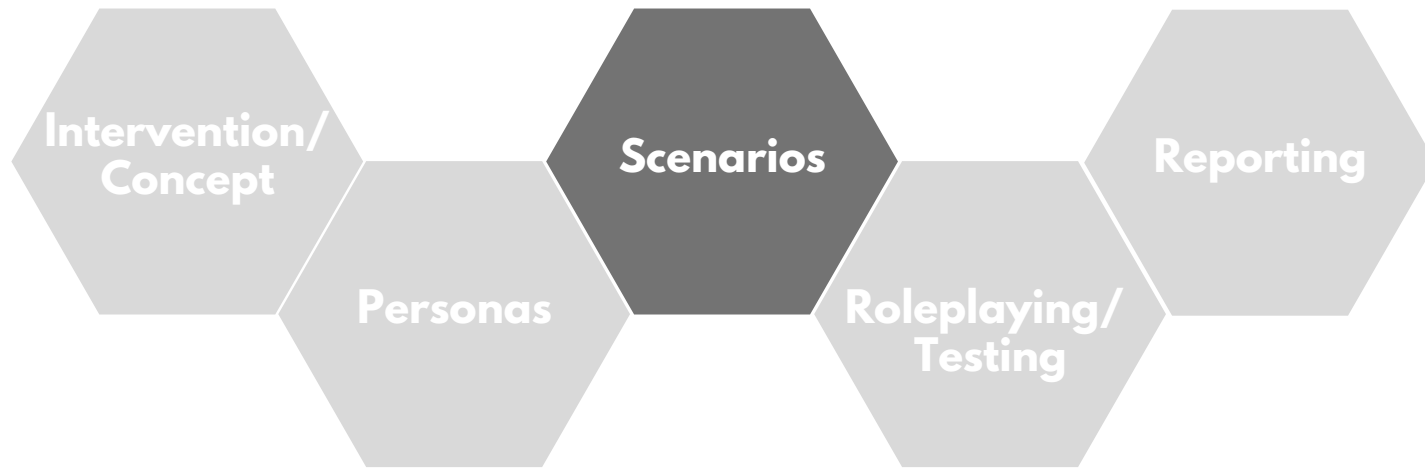 Intervention/
Concept
Personas
Scenarios
Roleplaying/
Testing
Reporting